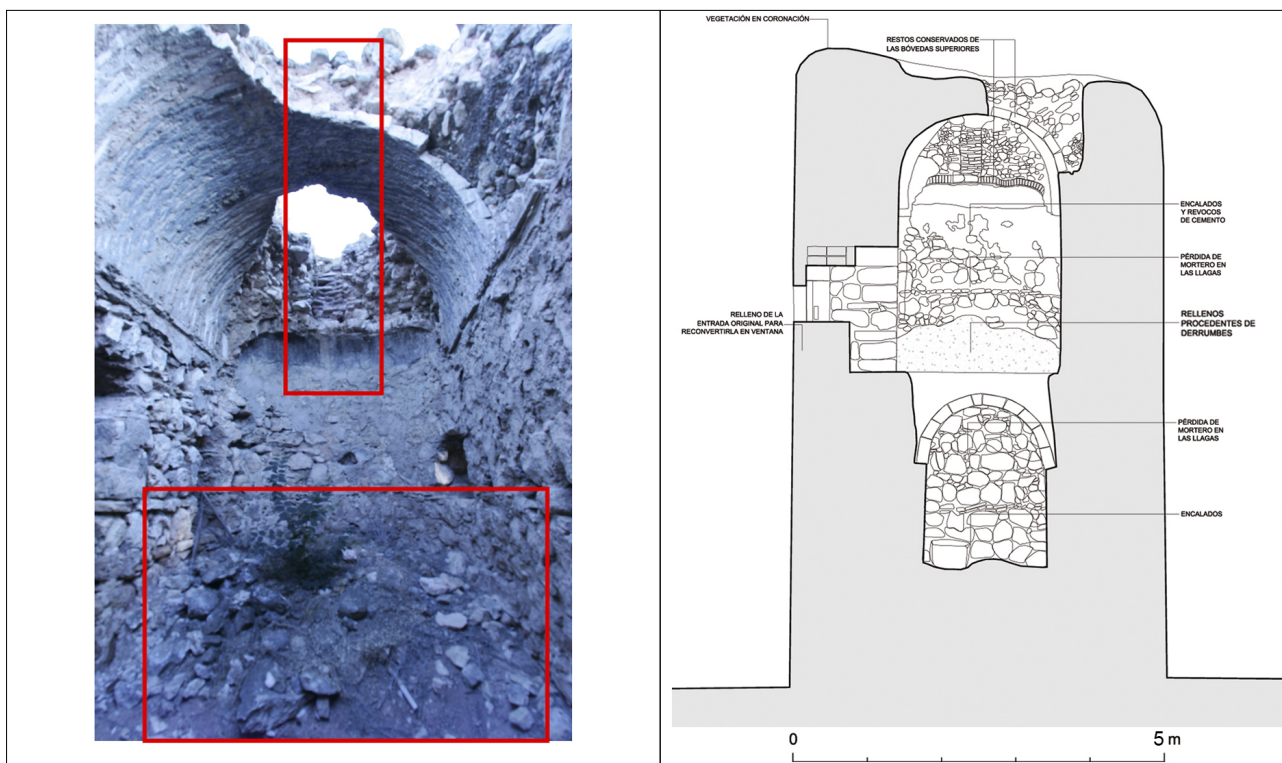 VEGETACIÓN EN CORONACIÓN
RESTOS CONSERVADOS DE
LAS BÓVEDAS SUPERIORES
ENCALADOS
Y REVOCOS
DE CEMENTO
PÉRDIDA DE
MORTERO EN
LAS LLAGAS
RELLENO DE LA
ENTRADA ORIGINAL PARA
RECONVERTIRLA EN VENTANA
RELLENOS
PROCEDENTES DE
DERRUMBES
PÉRDIDA DE
MORTERO EN
LAS LLAGAS
ENCALADOS
0
5 m